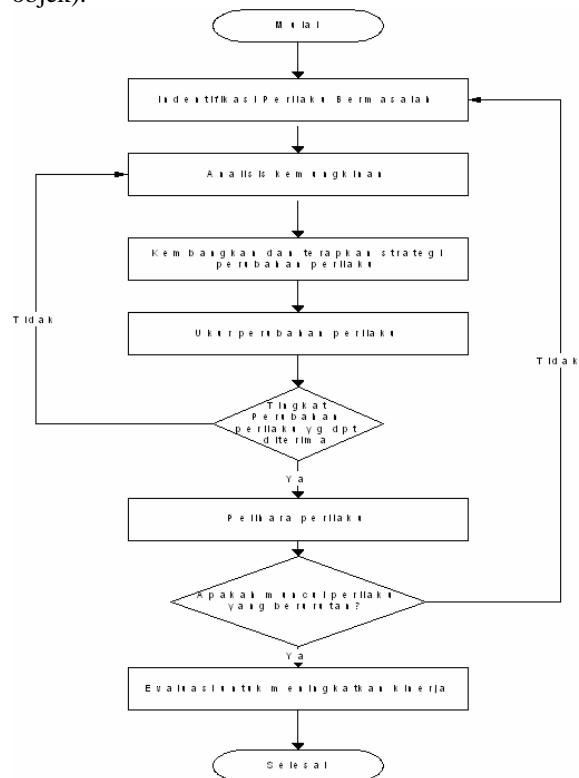 objek).
Mulai
Indentifikasi Perilaku Bermasalah
Analisis kemungkinan
Kembangkan dan terapkan strategi
perubahan perilaku
Tidak
Ukur perubahan perilaku
Tidak
Tingkat
Perubahan
perilaku yg dpt
diterima
Ya
Pelihara perilaku
Apakah muncul perilaku
yang berurutan?
Ya
Evaluasi untuk meningkatkan kinerja
Selesai